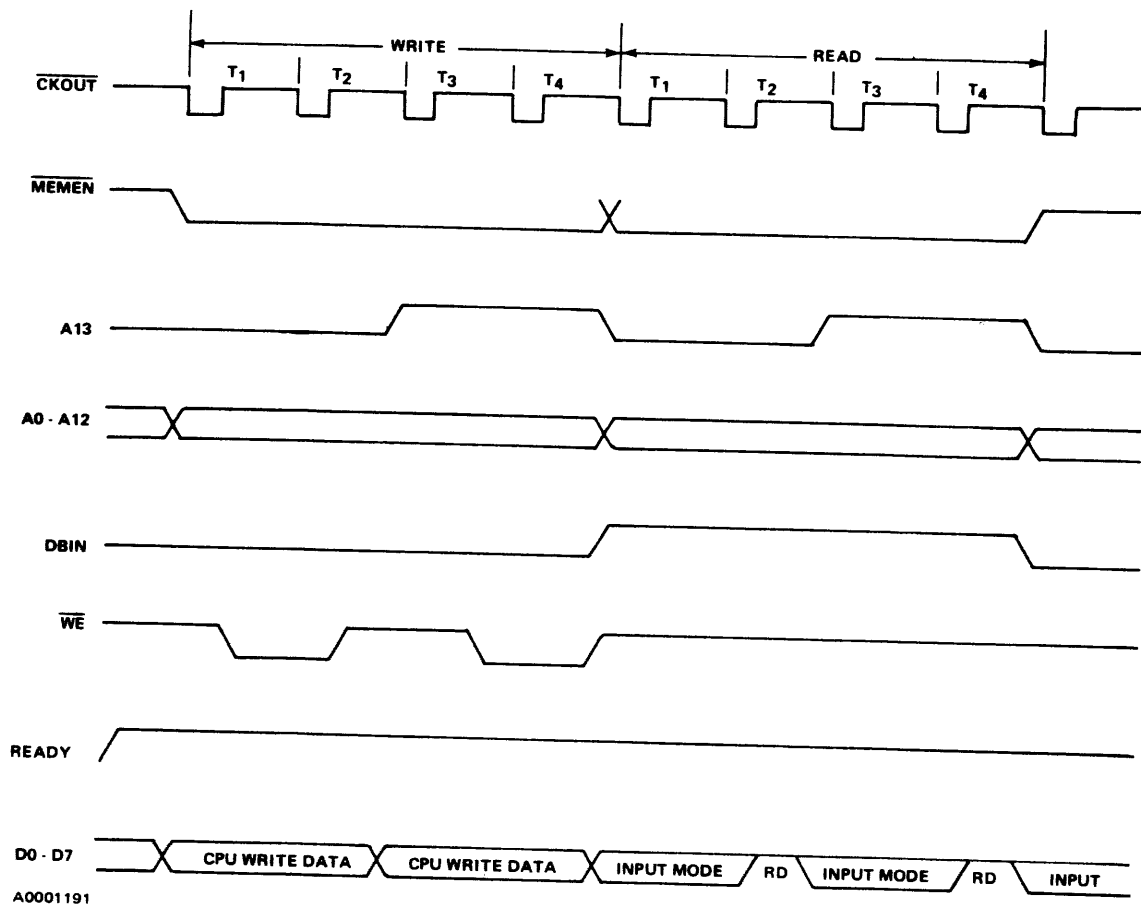 WRITE READ
T1 T2 T3 T4 T1 T2 T3 T4
CKOUT
MEMEN
A13
A0 - A12
DBIN
WE
READY
D0 - D7 CPU WRITE DATA CPU WRITE DATA INPUT MODE RD INPUT MODE RD INPUT
A0001191